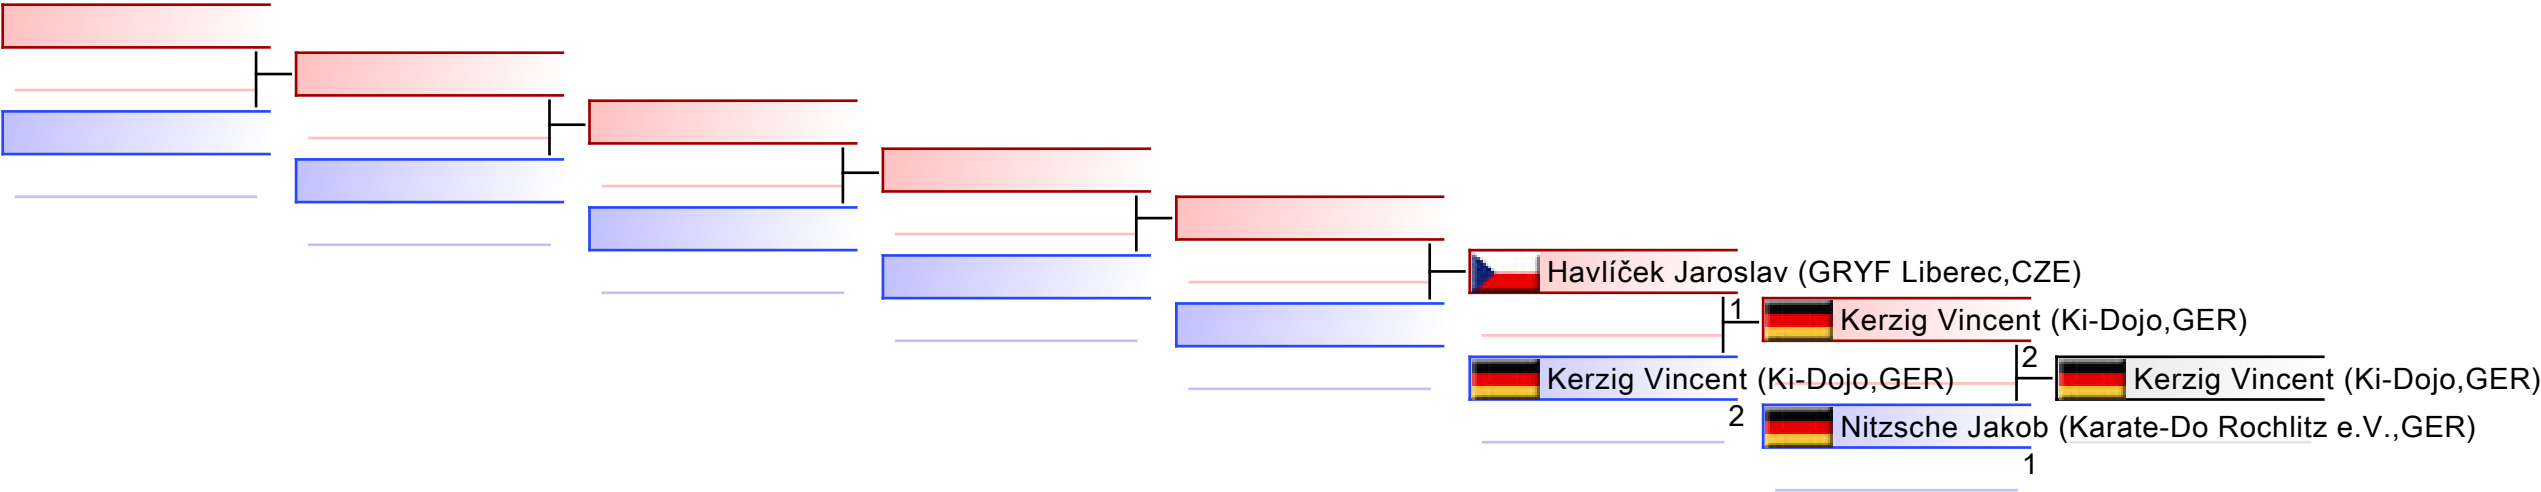 Havlíček Jaroslav (GRYF Liberec,CZE)
1
Kerzig Vincent (Ki-Dojo,GER)
2
Kerzig Vincent (Ki-Dojo,GER)
2
Kerzig Vincent (Ki-Dojo,GER)
Nitzsche Jakob (Karate-Do Rochlitz e.V.,GER)
1